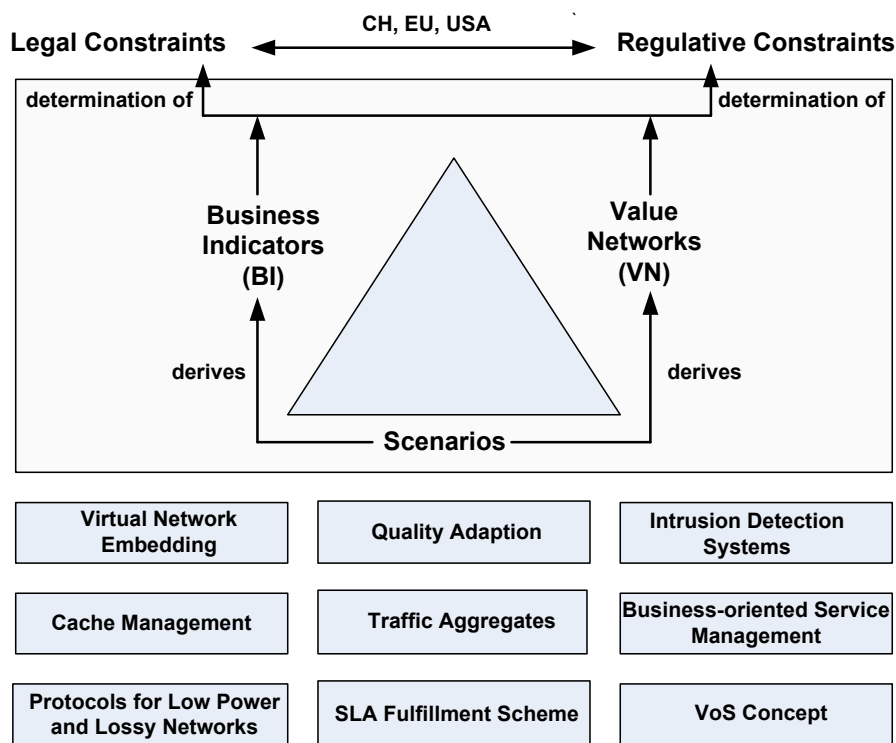 CH, EU, USA
Legal Constraints
Regulative Constraints
determination of
determination of
Business
Indicators
(BI)
Value
Networks
(VN)
derives
derives
Scenarios
Virtual Network
Embedding
Quality Adaption
Intrusion Detection
Systems
Cache Management
Traffic Aggregates
Business-oriented Service
Management
Protocols for Low Power
and Lossy Networks
SLA Fulfillment Scheme
VoS Concept